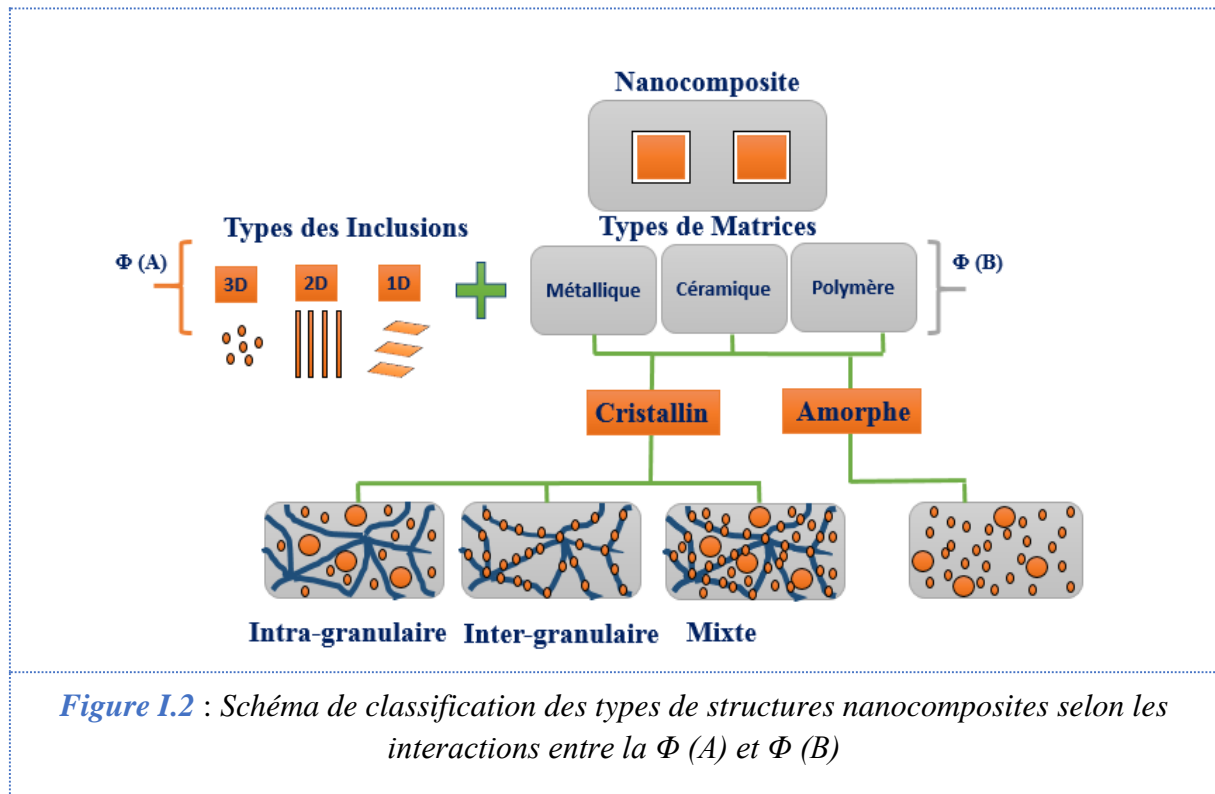 Nanocomposite
Types des Inclusions
Types de Matrices
Φ (A)
3D
2D
1D
Métallique
Céramique
Polymère
Φ (B)
Cristallin
Amorphe
Intra-granulaire
Inter-granulaire
Mixte
Figure I.2 : Schéma de classification des types de structures nanocomposites selon les
interactions entre la Φ (A) et Φ (B)